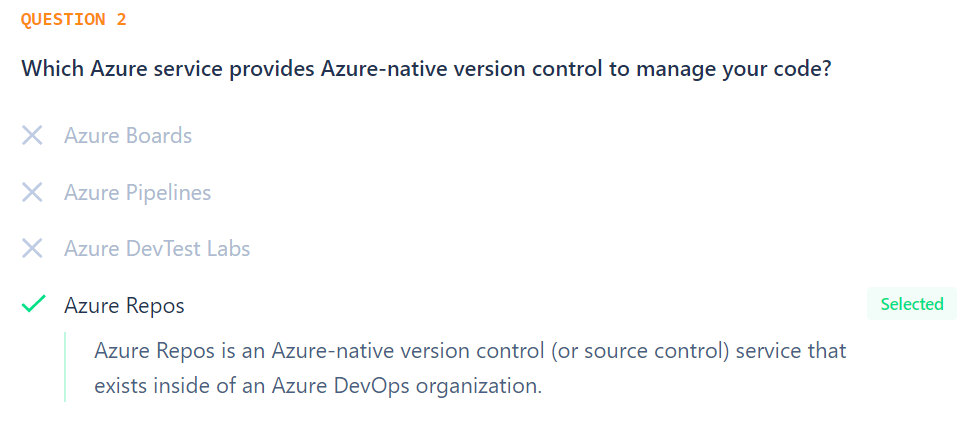 QUESTION 2
Which Azure service provides Azure-native version control to manage your code?
Azure Boards
Azure Pipelines
Azure DevTest Labs
Azure Repos
Selected
Azure Repos is an Azure-native version control (or source control) service that
exists inside of an Azure DevOps organization.